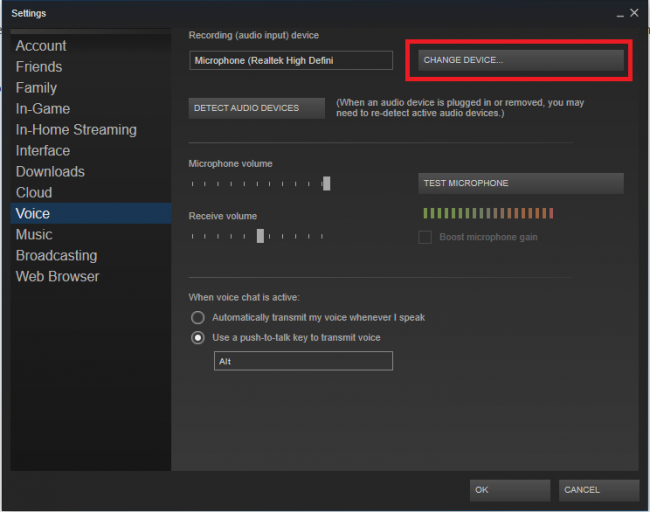 Settings
Account
Friends
Family
In-Game
In-Home Streaming
Interface
Downloads
Cloud
Voice
Music
Broadcasting
Web Browser
Recording (audio input) device
Microphone (Realtek High Defini
CHANGE DEVICE...
DETECT AUDIO DEVICES
(When an audio device is plugged in or removed, you may
need to re-detect active audio devices.)
Microphone volume
TEST MICROPHONE
Receive volume
Boost microphone gain
When voice chat is active:
Automatically transmit my voice whenever I speak
Use a push-to-talk key to transmit voice
Alt
OK
CANCEL